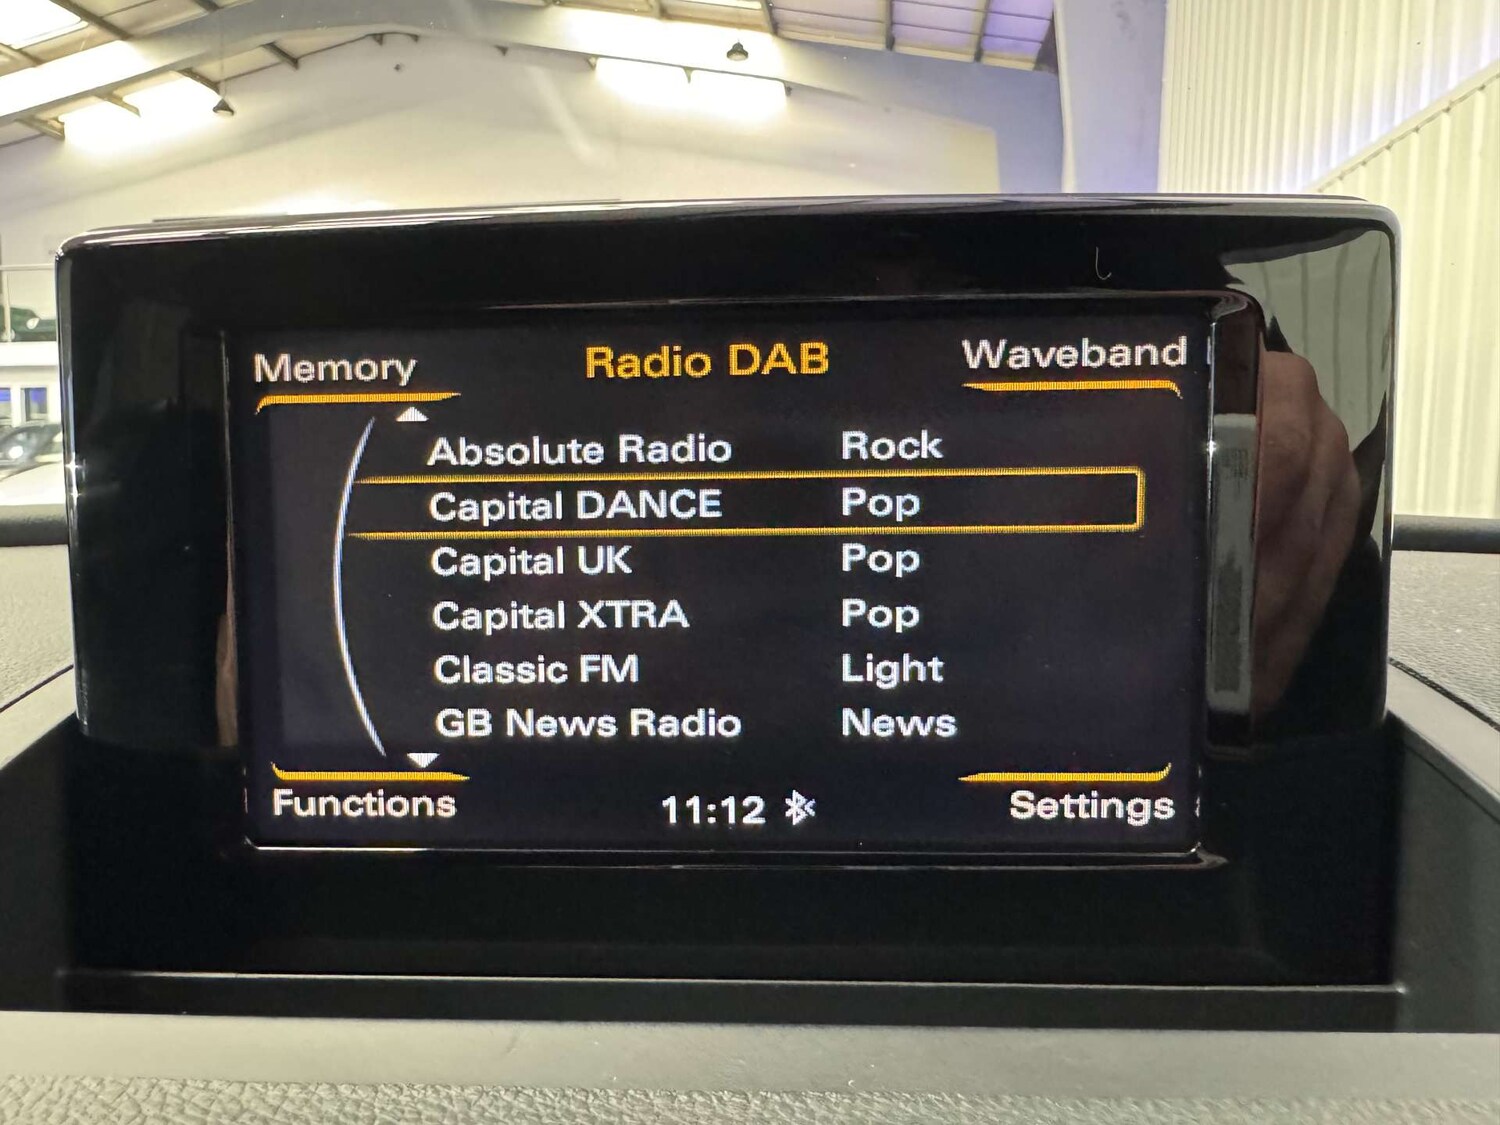 Memory Radio DAB Waveband
Absolute Radio Rock
Capital DANCE Pop
Capital UK Pop
Capital XTRA Pop
Classic FM Light
GB News Radio News
Functions 11:12 Settings